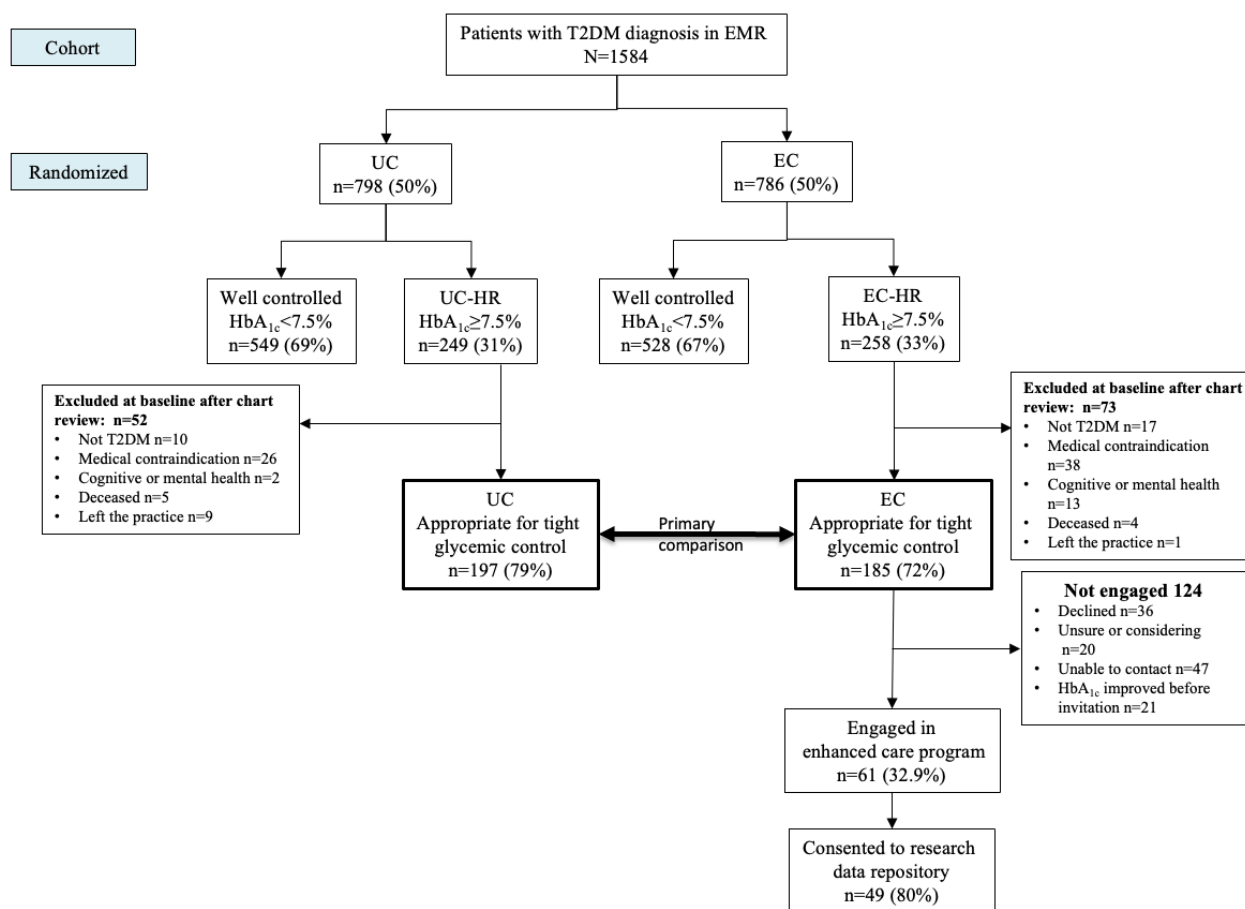 Cohort
Patients with T2DM diagnosis in EMR
N=1584
Randomized
UC
n=798 (50%)
EC
n=786 (50%)
Well controlled
HbA1c<7.5%
n=549 (69%)
UC-HR
HbA1c≥7.5%
n=249 (31%)
Well controlled
HbA1c<7.5%
n=528 (67%)
EC-HR
HbA1c≥7.5%
n=258 (33%)
Excluded at baseline after chart
review: n=52
• Not T2DM n=10
• Medical contraindication n=26
• Cognitive or mental health n=2
• Deceased n=5
• Left the practice n=9
Excluded at baseline after chart
review: n=73
• Not T2DM n=17
• Medical contraindication
n=38
• Cognitive or mental health
n=13
• Deceased n=4
• Left the practice n=1
UC
Appropriate for tight
glycemic control
n=197 (79%)
Primary
comparison
EC
Appropriate for tight
glycemic control
n=185 (72%)
Not engaged 124
• Declined n=36
• Unsure or considering
n=20
• Unable to contact n=47
• HbA1c improved before
invitation n=21
Engaged in
enhanced care program
n=61 (32.9%)
Consented to research
data repository
n=49 (80%)